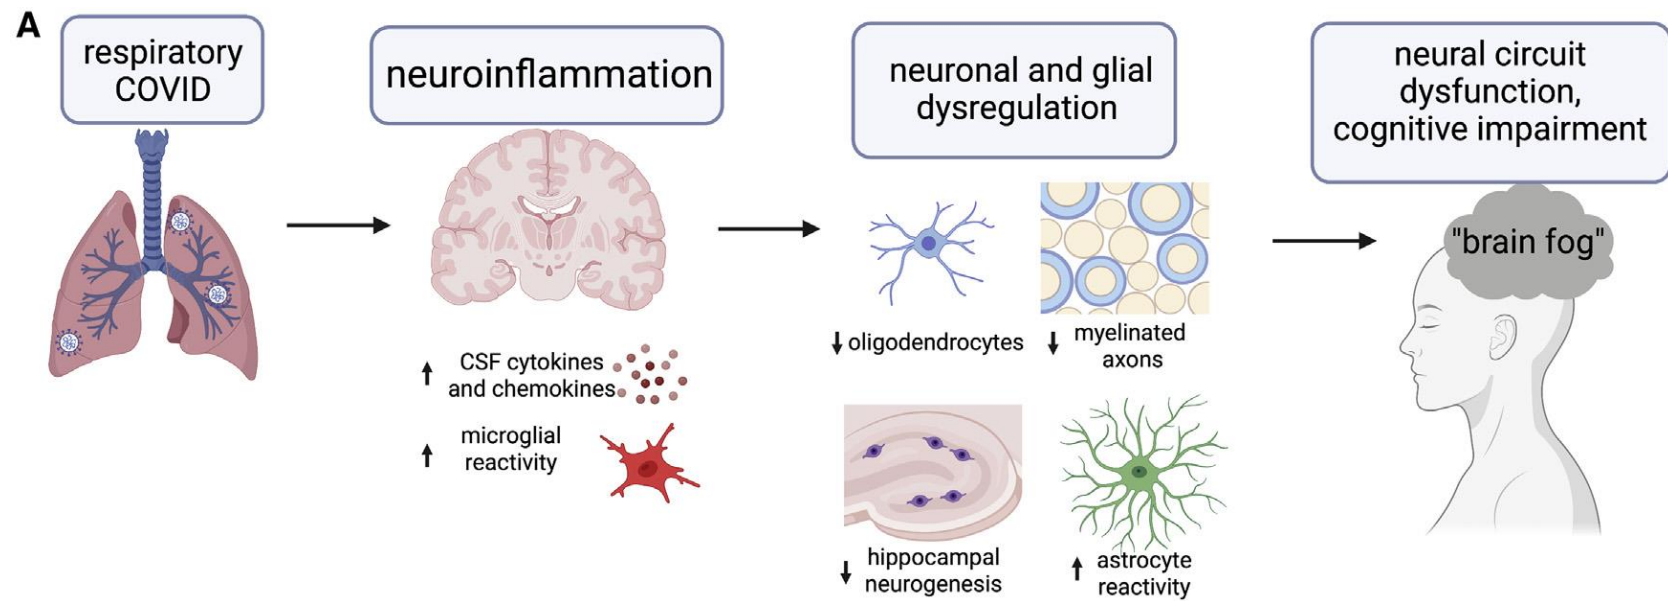 A
respiratory
COVID
neuroinflammation
neuronal and glial
dysregulation
neural circuit
dysfunction,
cognitive impairment
↑ CSF cytokines
and chemokines
↑ microglial
reactivity
↓ oligodendrocytes
↓ myelinated
axons
↓ hippocampal
neurogenesis
↑ astrocyte
reactivity
"brain fog"